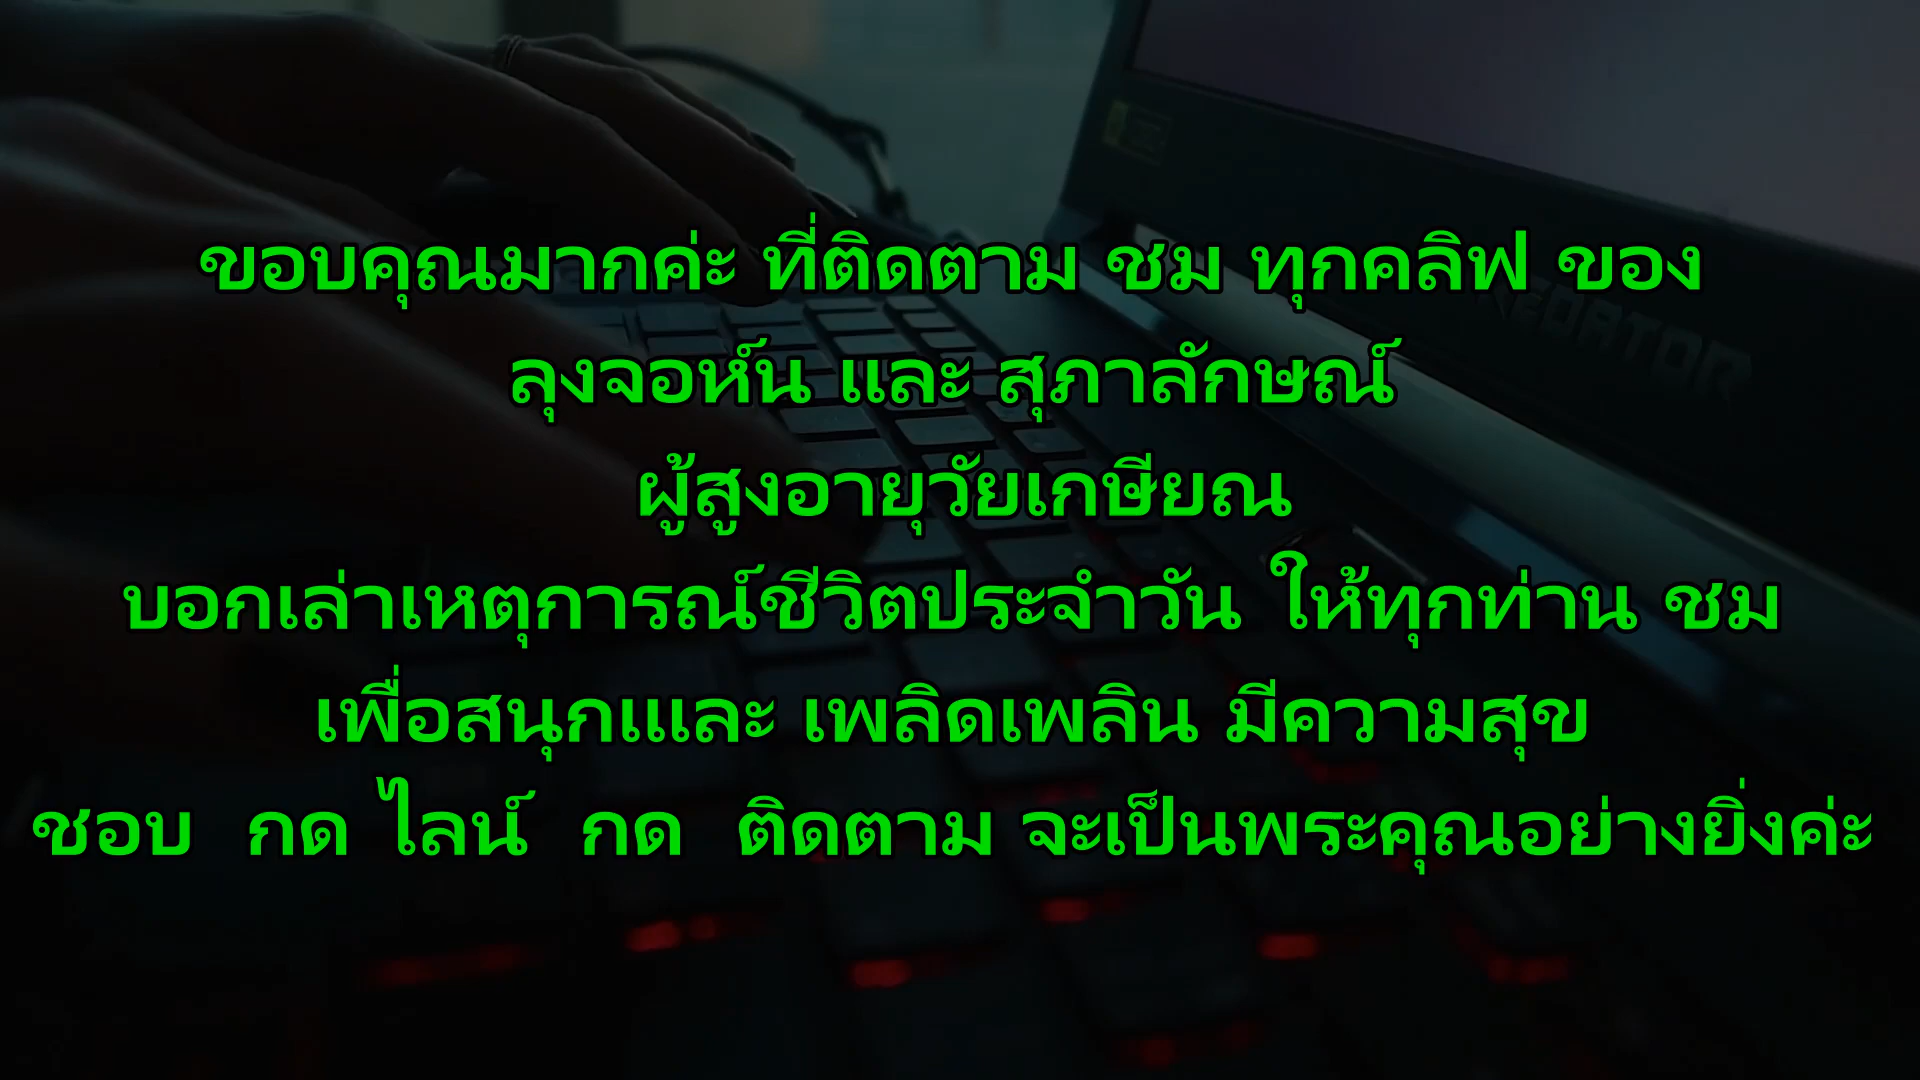 ขอบคุณมากค่ะ ที่ติดตาม ชม ทุกคลิฟ ของ
ลุงจอห์น และ สุภาลักษณ์
ผู้สูงอายุวัยเกษียณ
บอกเล่าเหตุการณ์ชีวิตประจำวัน ให้ทุกท่าน ชม
เพื่อสนุกแเละ เพลิดเพลิน มีความสุข
ชอบ  กด ไลน์  กด  ติดตาม จะเป็นพระคุณอย่างยิ่งค่ะ